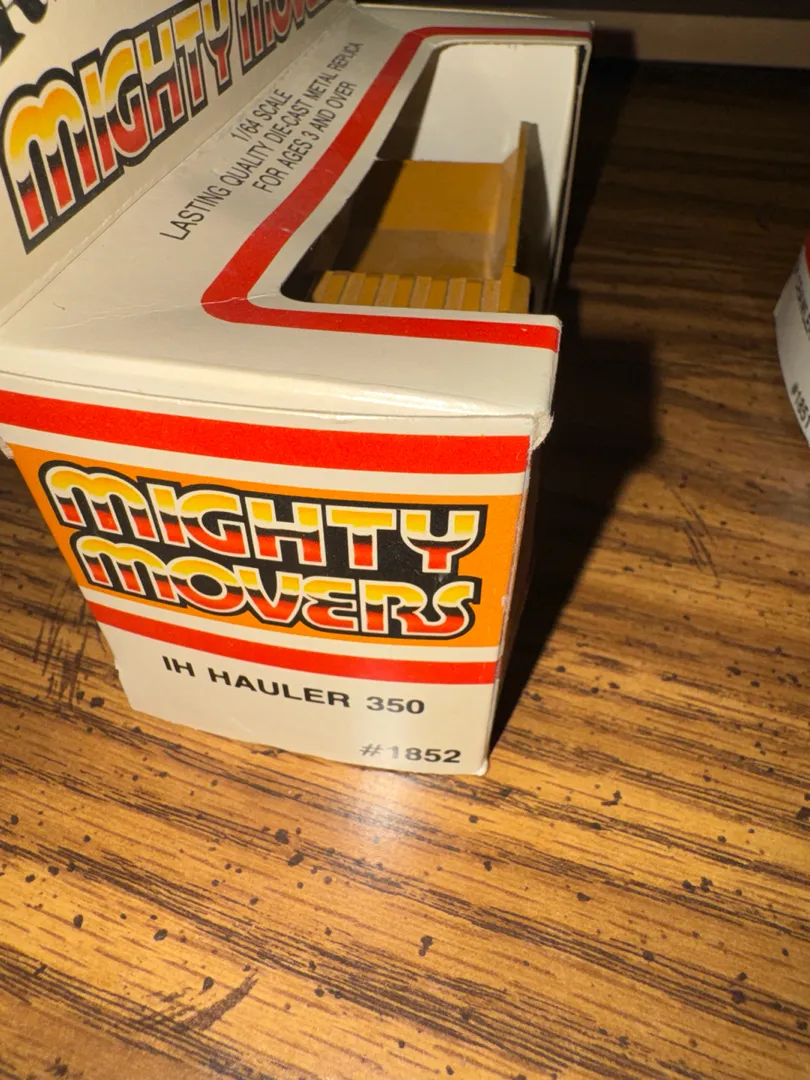 MIGHTY MOVERS
1/64 SCALE
LASTING QUALITY DIE-CAST METAL REPLICA
FOR AGES 3 AND OVER
MIGHTY
MOVERS
IH HAULER 350
#1852